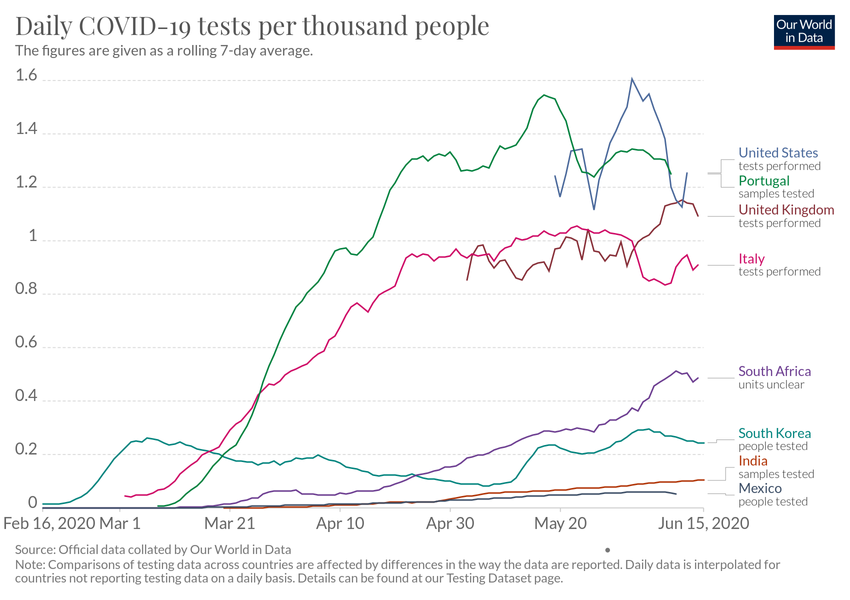 Daily COVID-19 tests per thousand people
The figures are given as a rolling 7-day average.
Our World
in Data
1.6
1.4
1.2
1
0.8
0.6
0.4
0.2
0
United States
tests performed
Portugal
samples tested
United Kingdom
tests performed
Italy
tests performed
South Africa
units unclear
South Korea
people tested
India
samples tested
Mexico
people tested
Feb 16, 2020 Mar 1 Mar 21 Apr 10 Apr 30 May 20 Jun 15, 2020
Source: Official data collated by Our World in Data
Note: Comparisons of testing data across countries are affected by differences in the way the data are reported. Daily data is interpolated for
countries not reporting testing data on a daily basis. Details can be found at our Testing Dataset page.